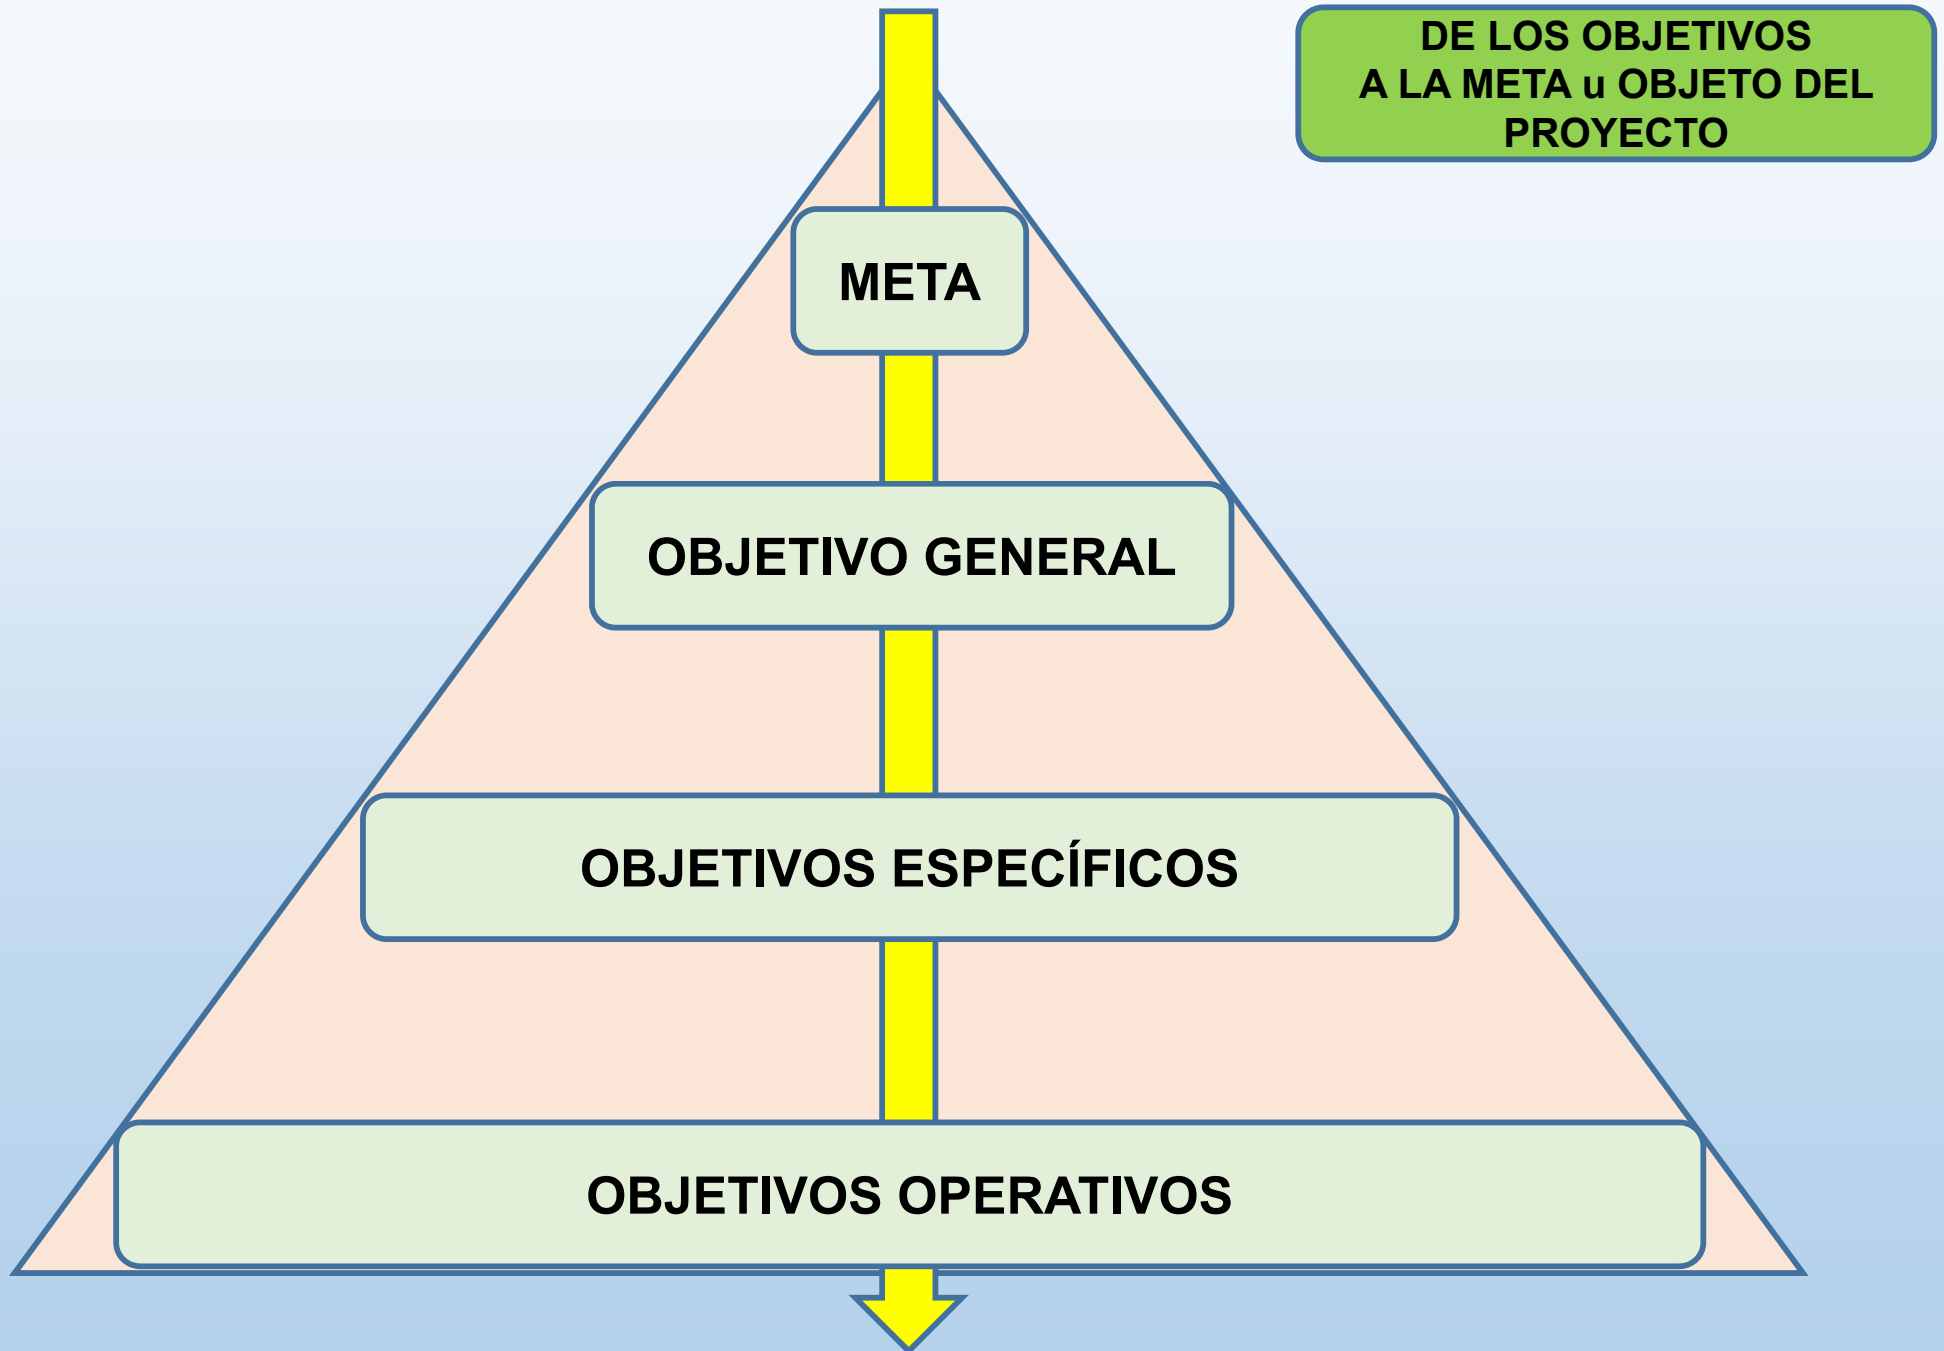 DE LOS OBJETIVOS
A LA META u OBJETO DEL
PROYECTO
META
OBJETIVO GENERAL
OBJETIVOS ESPECÍFICOS
OBJETIVOS OPERATIVOS